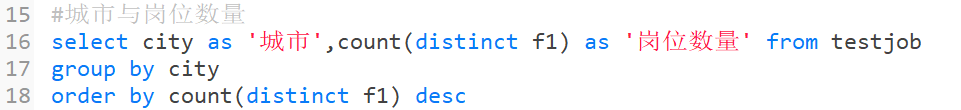 15 #城市与岗位数量
16 select city as '城市',count(distinct f1) as '岗位数量' from testjob
17 group by city
18 order by count(distinct f1) desc